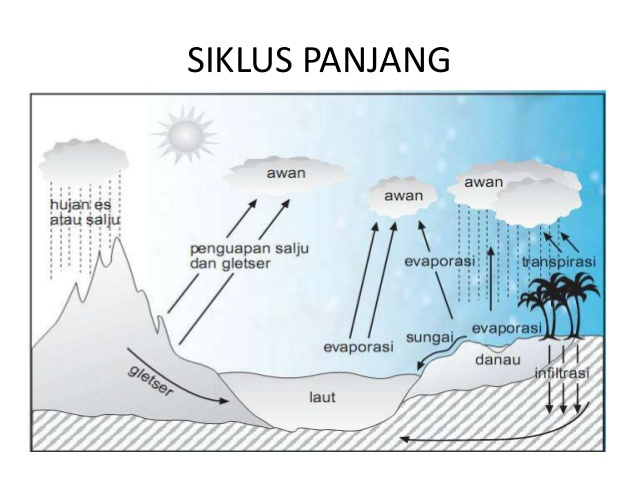 SIKLUS PANJANG
awan
awan
awan
hujan es
atau salju
penguapan salju
dan gletser
evaporasi
transpirasi
evaporasi
sungai
evaporasi
danau
gletser
infiltrasi
laut